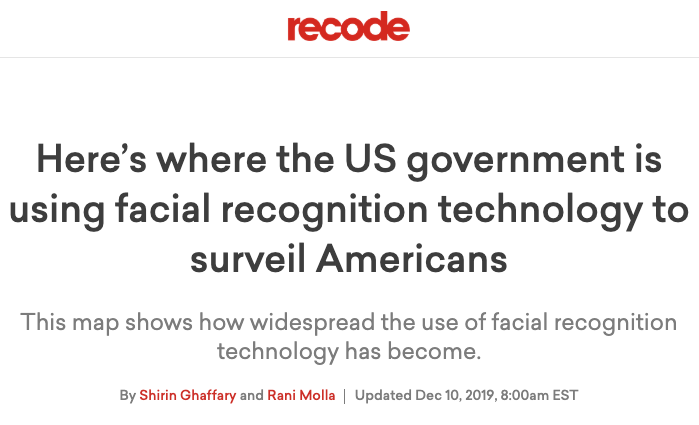 recode
Here’s where the US government is
using facial recognition technology to
surveil Americans
This map shows how widespread the use of facial recognition
technology has become.
By Shirin Ghaffary and Rani Molla | Updated Dec 10, 2019, 8:00am EST